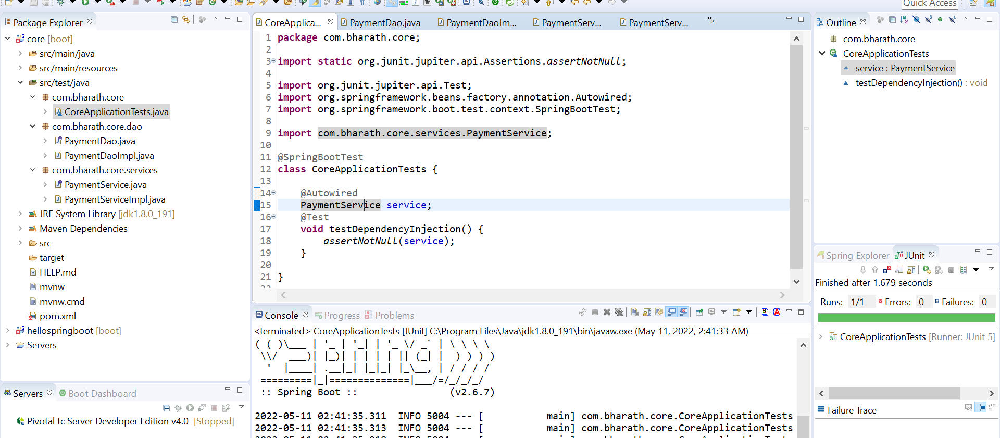 Quick Access
Package Explorer
core [boot]
src/main/java
src/main/resources
src/test/java
com.bharath.core
CoreApplicationTests.java
com.bharath.core.dao
PaymentDao.java
PaymentDaoImpl.java
com.bharath.core.services
PaymentService.java
PaymentServiceImpl.java
JRE System Library [jdk1.8.0_191]
Maven Dependencies
src
target
HELP.md
mvnw
mvnw.cmd
pom.xml
hellospringboot [boot]
Servers
Servers Boot Dashboard
Pivotal tc Server Developer Edition v4.0 [Stopped]
CoreApplica... PaymentDao.java PaymentDaoIm... PaymentServ... PaymentServ... »2
1 package com.bharath.core;
2
3 import static org.junit.jupiter.api.Assertions.assertNotNull;
4
5 import org.junit.jupiter.api.Test;
6 import org.springframework.beans.factory.annotation.Autowired;
7 import org.springframework.boot.test.context.SpringBootTest;
8
9 import com.bharath.core.services.PaymentService;
10
11 @SpringBootTest
12 class CoreApplicationTests {
13
14 @Autowired
15 PaymentService service;
16 @Test
17 void testDependencyInjection() {
18 assertNotNull(service);
19 }
20
21 }
Console Progress Problems
<terminated> CoreApplicationTests [JUnit] C:\Program Files\Java\jdk1.8.0_191\bin\javaw.exe (May 11, 2022, 2:41:33 AM)
( ( )\___ | '_ | '_| | '_ \/ _` | \ \ \ \
\\/ ___)| |_)| | | | | || (_| | ) ) ) )
' |____| .__|_| |_|_| |_\__, | / / / /
=========|_|==============|___/=/_/_/_/
:: Spring Boot :: (v2.6.7)
2022-05-11 02:41:35.311 INFO 5004 --- [ main] com.bharath.core.CoreApplicationTests
2022-05-11 02:41:35.313 INFO 5004 --- [ main] com.bharath.core.CoreApplicationTests
Outline
com.bharath.core
CoreApplicationTests
service : PaymentService
testDependencyInjection() : void
Spring Explorer JUnit
Finished after 1.679 seconds
Runs: 1/1 Errors: 0 Failures: 0
CoreApplicationTests [Runner: JUnit 5]
Failure Trace